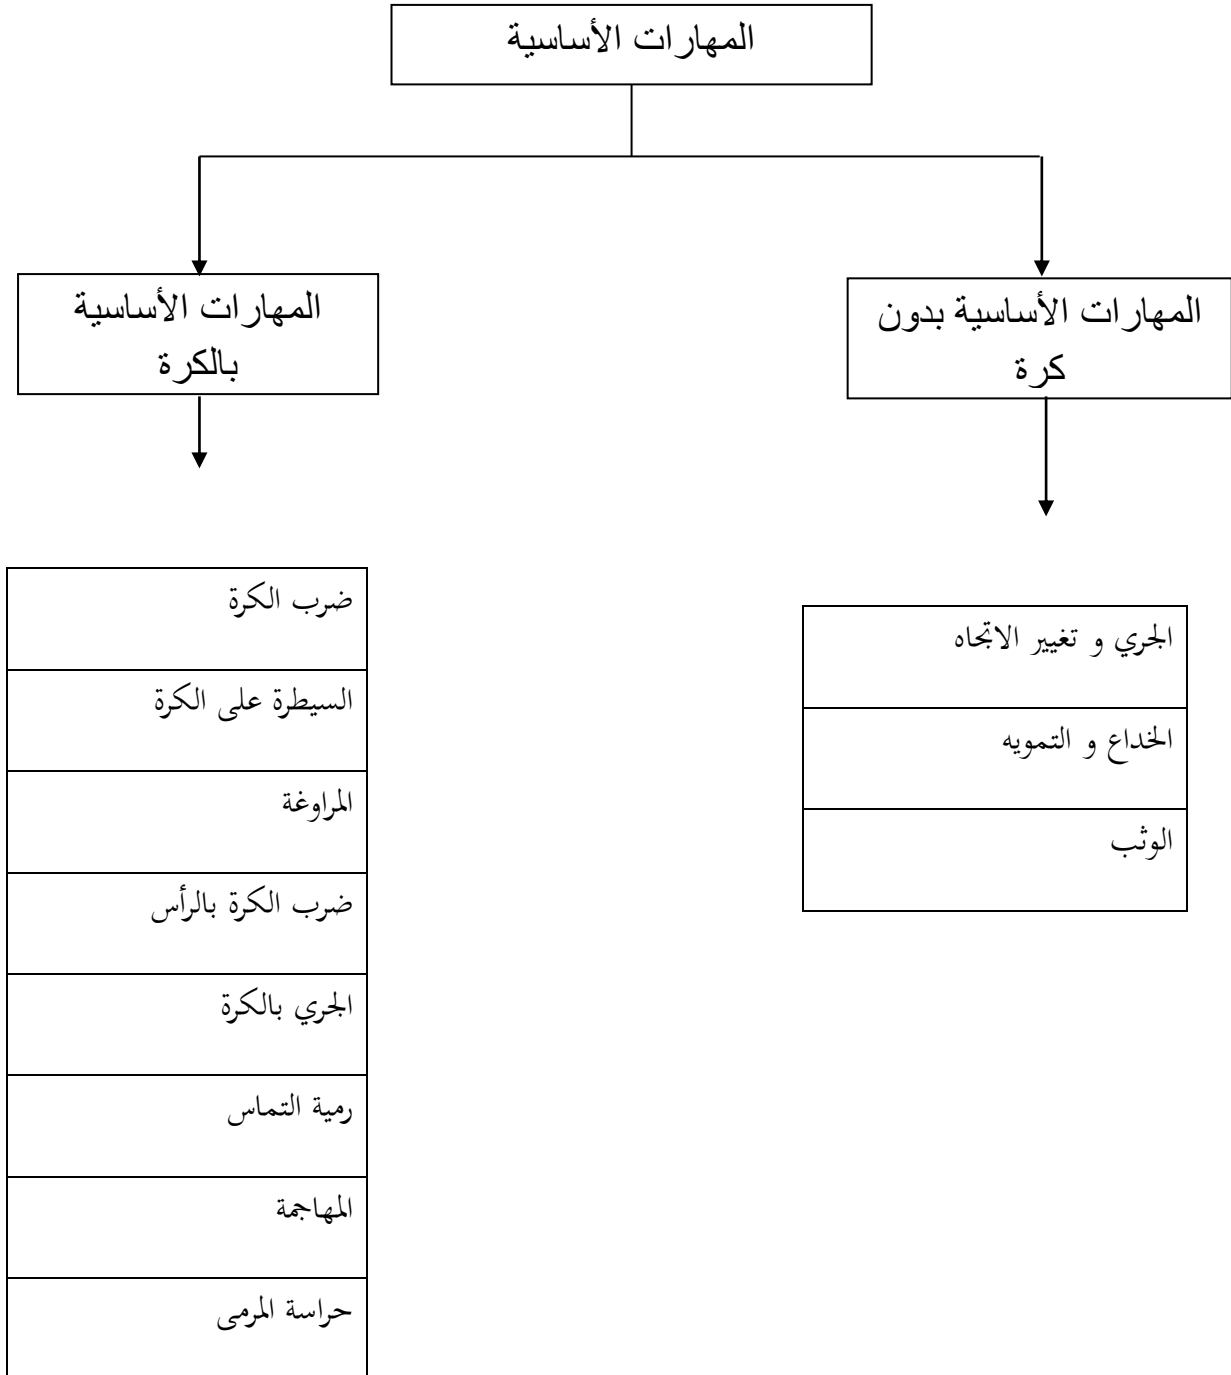 المهارات الأساسية
المهارات الأساسية بدون
كرة
المهارات الأساسية
بالكرة
الجري و تغيير الاتجاه
الخداع و التمويه
الوثب
ضرب الكرة
السيطرة على الكرة
المراوغة
ضرب الكرة بالرأس
الجري بالكرة
رمية التماس
المهاجمة
حراسة المرمى